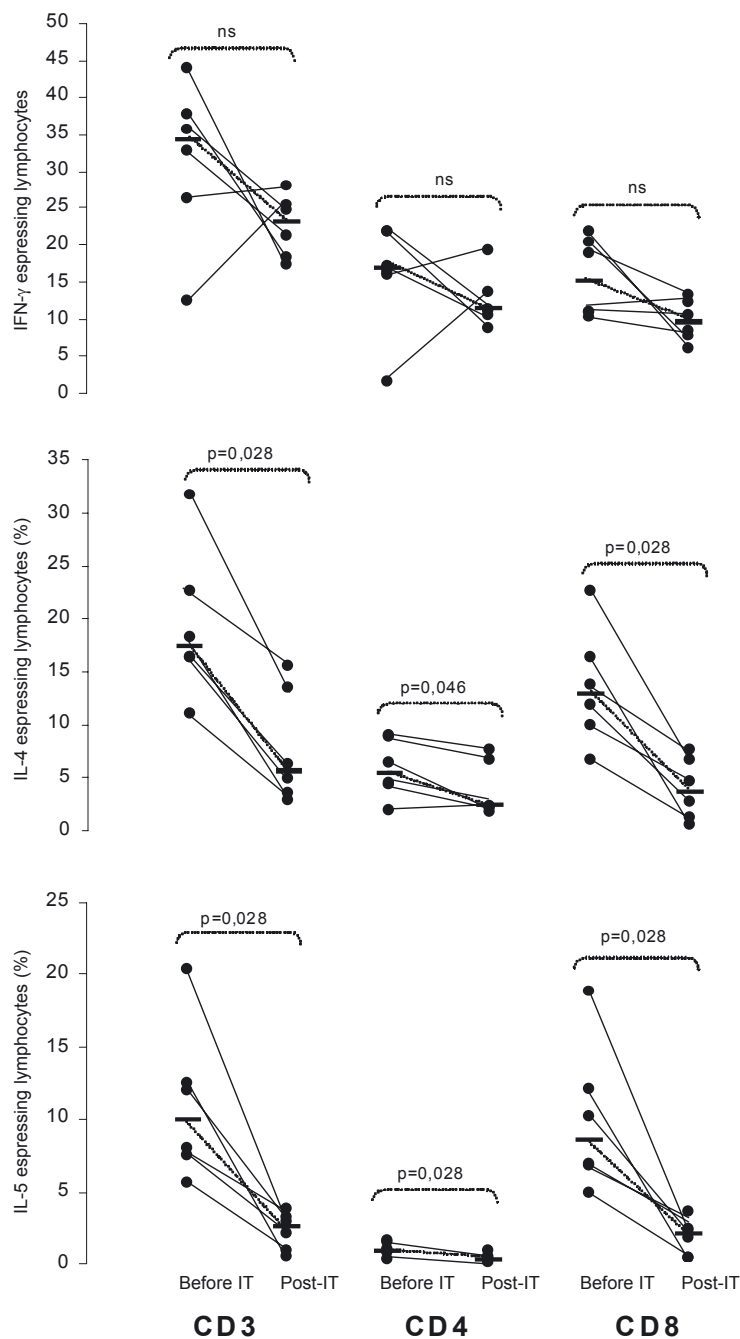 IFN-γ espressing lymphocytes
50
45
40
35
30
25
20
15
10
5
0
ns
ns
ns
IL-4 espressing lymphocytes (%)
35
30
25
20
15
10
5
0
p=0,028
p=0,046
p=0,028
IL-5 espressing lymphocytes (%)
25
20
15
10
5
0
p=0,028
p=0,028
p=0,028
Before IT Post-IT Before IT Post-IT Before IT Post-IT
CD3 CD4 CD8